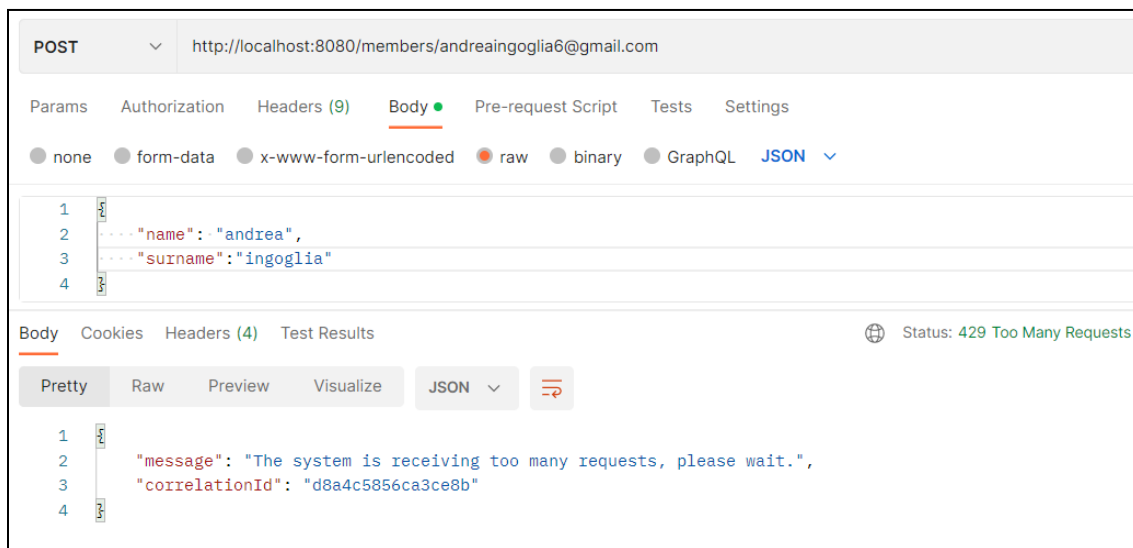 POST http://localhost:8080/members/andreaingoglia6@gmail.com
Params Authorization Headers (9) Body Pre-request Script Tests Settings
none form-data x-www-form-urlencoded raw binary GraphQL JSON
1 {
2 "name": "andrea",
3 "surname":"ingoglia"
4 }
Body Cookies Headers (4) Test Results Status: 429 Too Many Requests
Pretty Raw Preview Visualize JSON
1 {
2 "message": "The system is receiving too many requests, please wait.",
3 "correlationId": "d8a4c5856ca3ce8b"
4 }